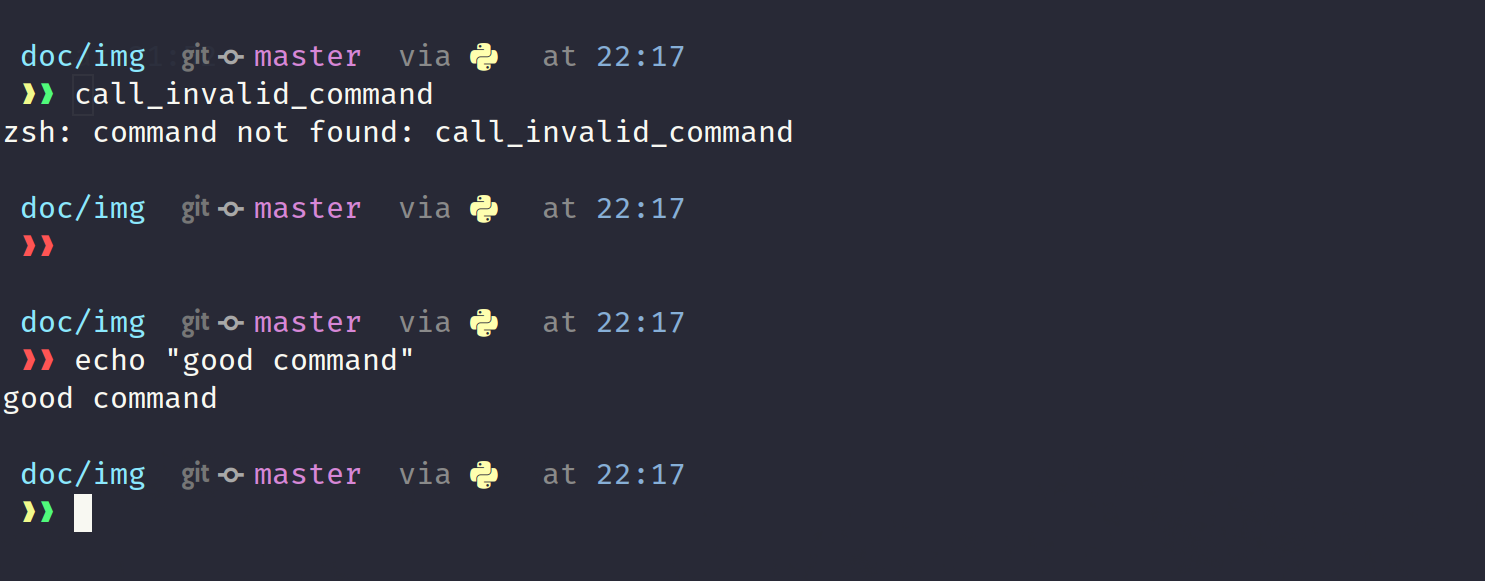 doc/img git master via at 22:17
❱❱ call_invalid_command
zsh: command not found: call_invalid_command
doc/img git master via at 22:17
❱❱
doc/img git master via at 22:17
❱❱ echo "good command"
good command
doc/img git master via at 22:17
❱❱